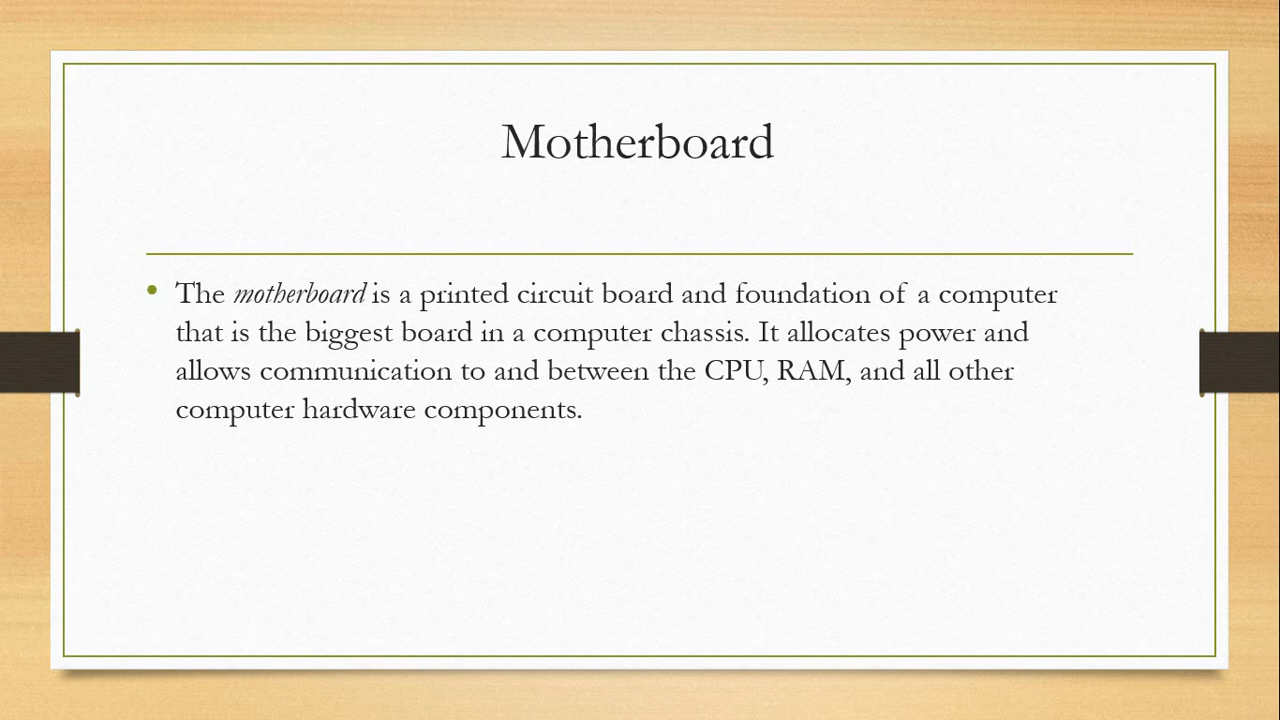 Motherboard
• The motherboard is a printed circuit board and foundation of a computer
that is the biggest board in a computer chassis. It allocates power and
allows communication to and between the CPU, RAM, and all other
computer hardware components.